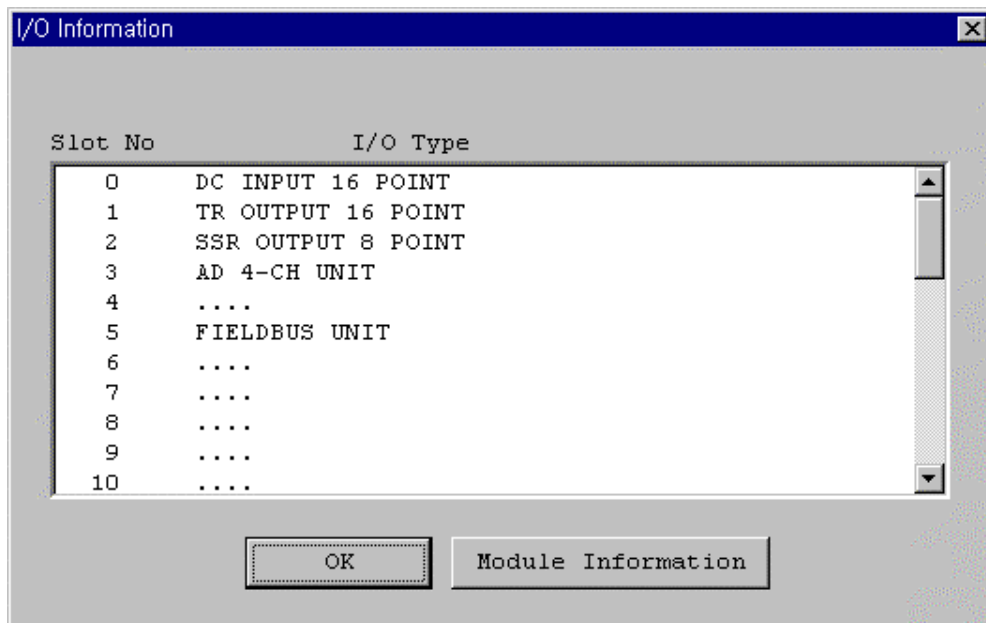 I/O Information
Slot No I/O Type
0 DC INPUT 16 POINT
1 TR OUTPUT 16 POINT
2 SSR OUTPUT 8 POINT
3 AD 4-CH UNIT
4 ....
5 FIELDBUS UNIT
6 ....
7 ....
8 ....
9 ....
10 ....
OK Module Information